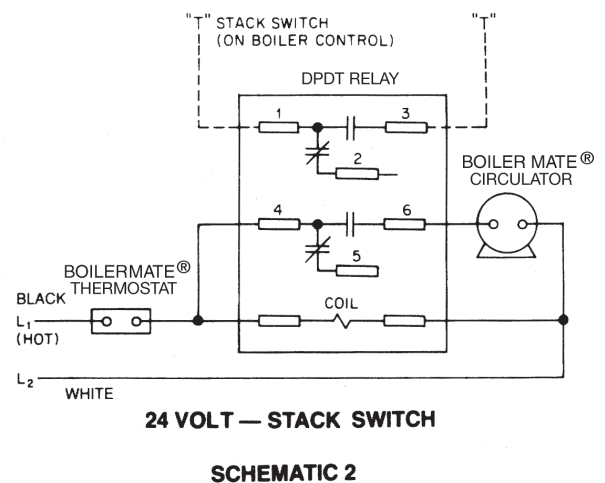 "T" STACK SWITCH "T"
(ON BOILER CONTROL)
DPDT RELAY
1 3
2
BOILER MATE®
CIRCULATOR
4 6
5
BOILERMATE®
THERMOSTAT
COIL
BLACK
L1
(HOT)
L2
WHITE
24 VOLT — STACK SWITCH
SCHEMATIC 2